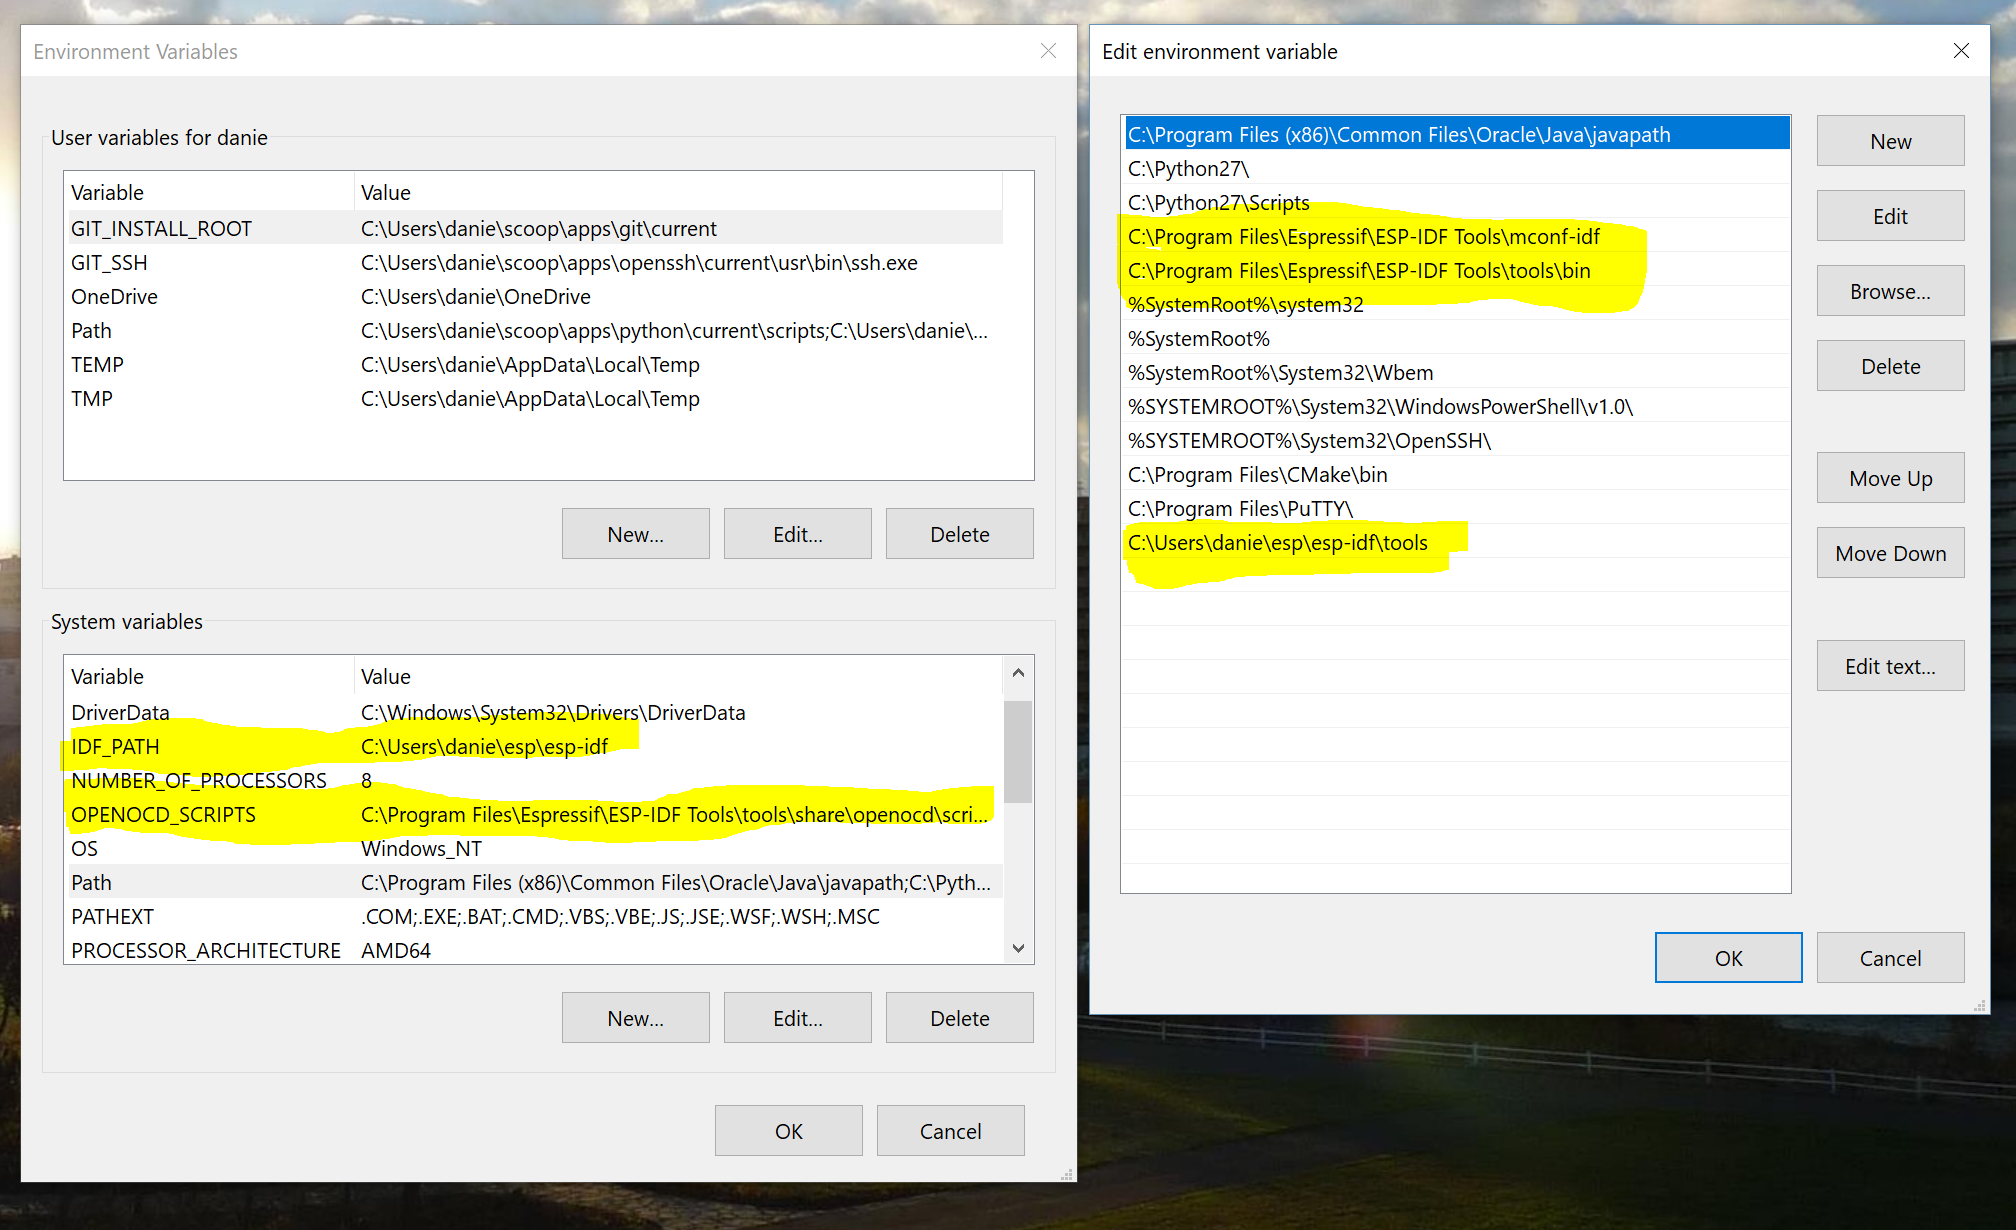 Environment Variables
User variables for danie
Variable Value
GIT_INSTALL_ROOT C:\Users\danie\scoop\apps\git\current
GIT_SSH C:\Users\danie\scoop\apps\openssh\current\usr\bin\ssh.exe
OneDrive C:\Users\danie\OneDrive
Path C:\Users\danie\scoop\apps\python\current\scripts;C:\Users\danie\...
TEMP C:\Users\danie\AppData\Local\Temp
TMP C:\Users\danie\AppData\Local\Temp
New... Edit... Delete
System variables
Variable Value
DriverData C:\Windows\System32\Drivers\DriverData
IDF_PATH C:\Users\danie\esp\esp-idf
NUMBER_OF_PROCESSORS 8
OPENOCD_SCRIPTS C:\Program Files\Espressif\ESP-IDF Tools\tools\share\openocd\scri...
OS Windows_NT
Path C:\Program Files (x86)\Common Files\Oracle\Java\javapath;C:\Pyth...
PATHEXT .COM;.EXE;.BAT;.CMD;.VBS;.VBE;.JS;.JSE;.WSF;.WSH;.MSC
PROCESSOR_ARCHITECTURE AMD64
New... Edit... Delete
OK Cancel
Edit environment variable
C:\Program Files (x86)\Common Files\Oracle\Java\javapath
C:\Python27\
C:\Python27\Scripts
C:\Program Files\Espressif\ESP-IDF Tools\mconf-idf
C:\Program Files\Espressif\ESP-IDF Tools\tools\bin
%SystemRoot%\system32
%SystemRoot%
%SystemRoot%\System32\Wbem
%SYSTEMROOT%\System32\WindowsPowerShell\v1.0\
%SYSTEMROOT%\System32\OpenSSH\
C:\Program Files\CMake\bin
C:\Program Files\PuTTY\
C:\Users\danie\esp\esp-idf\tools
New
Edit
Browse...
Delete
Move Up
Move Down
Edit text...
OK Cancel